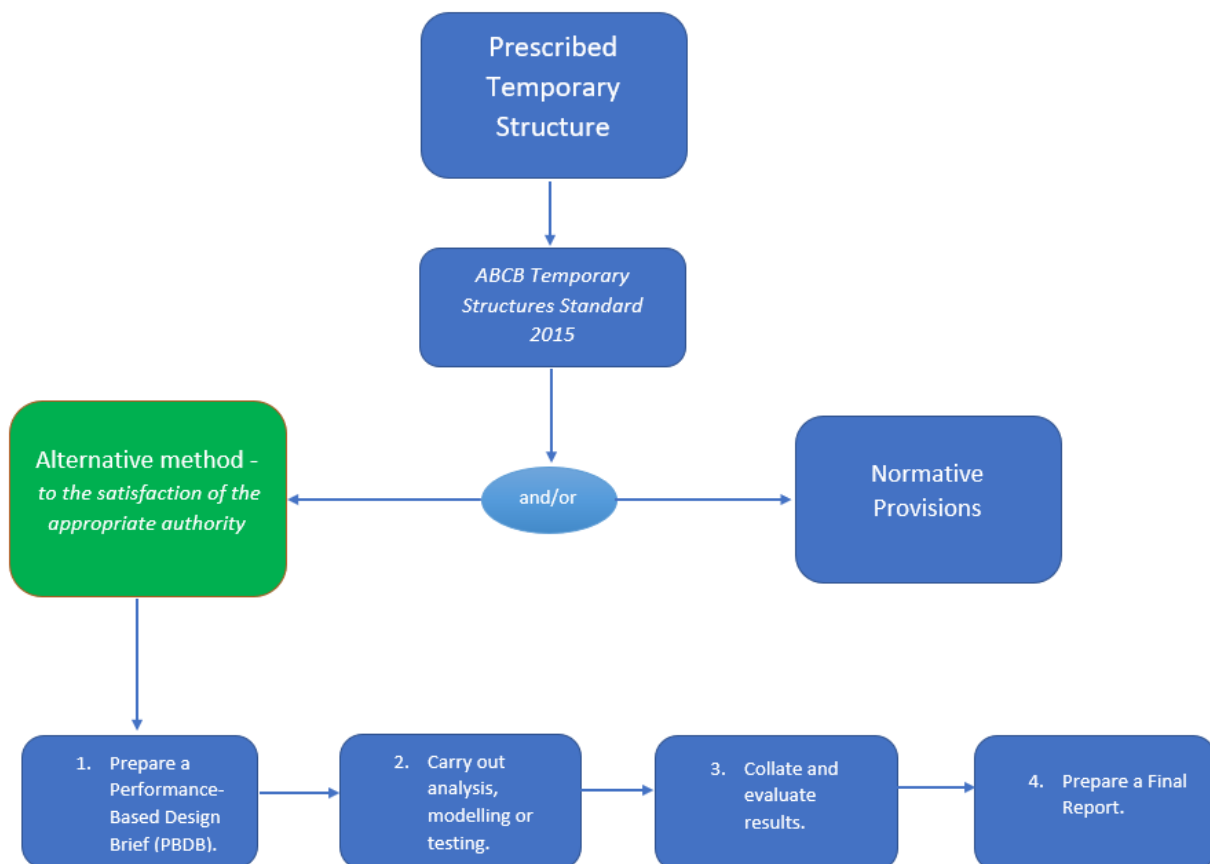 Prescribed
Temporary
Structure
ABCB Temporary
Structures Standard
2015
Alternative method -
to the satisfaction of the
appropriate authority
and/or
Normative
Provisions
1. Prepare a
Performance-
Based Design
Brief (PBDB).
2. Carry out
analysis,
modelling or
testing.
3. Collate and
evaluate
results.
4. Prepare a Final
Report.